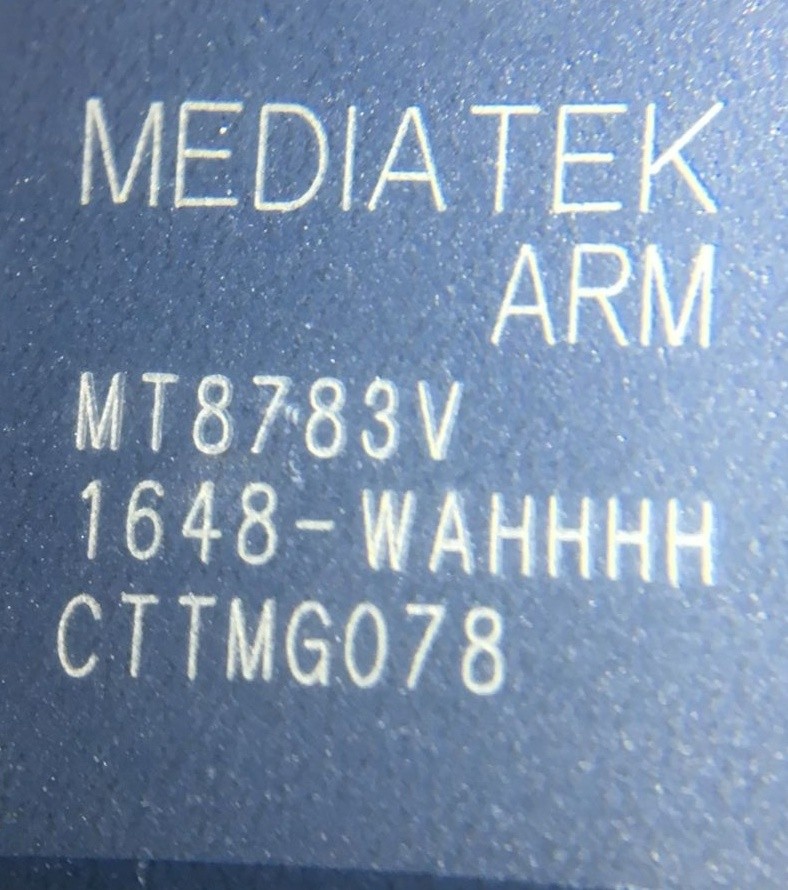 MEDIATEK
ARM
MT8783V
1648-WAHHHH
CTTMG078